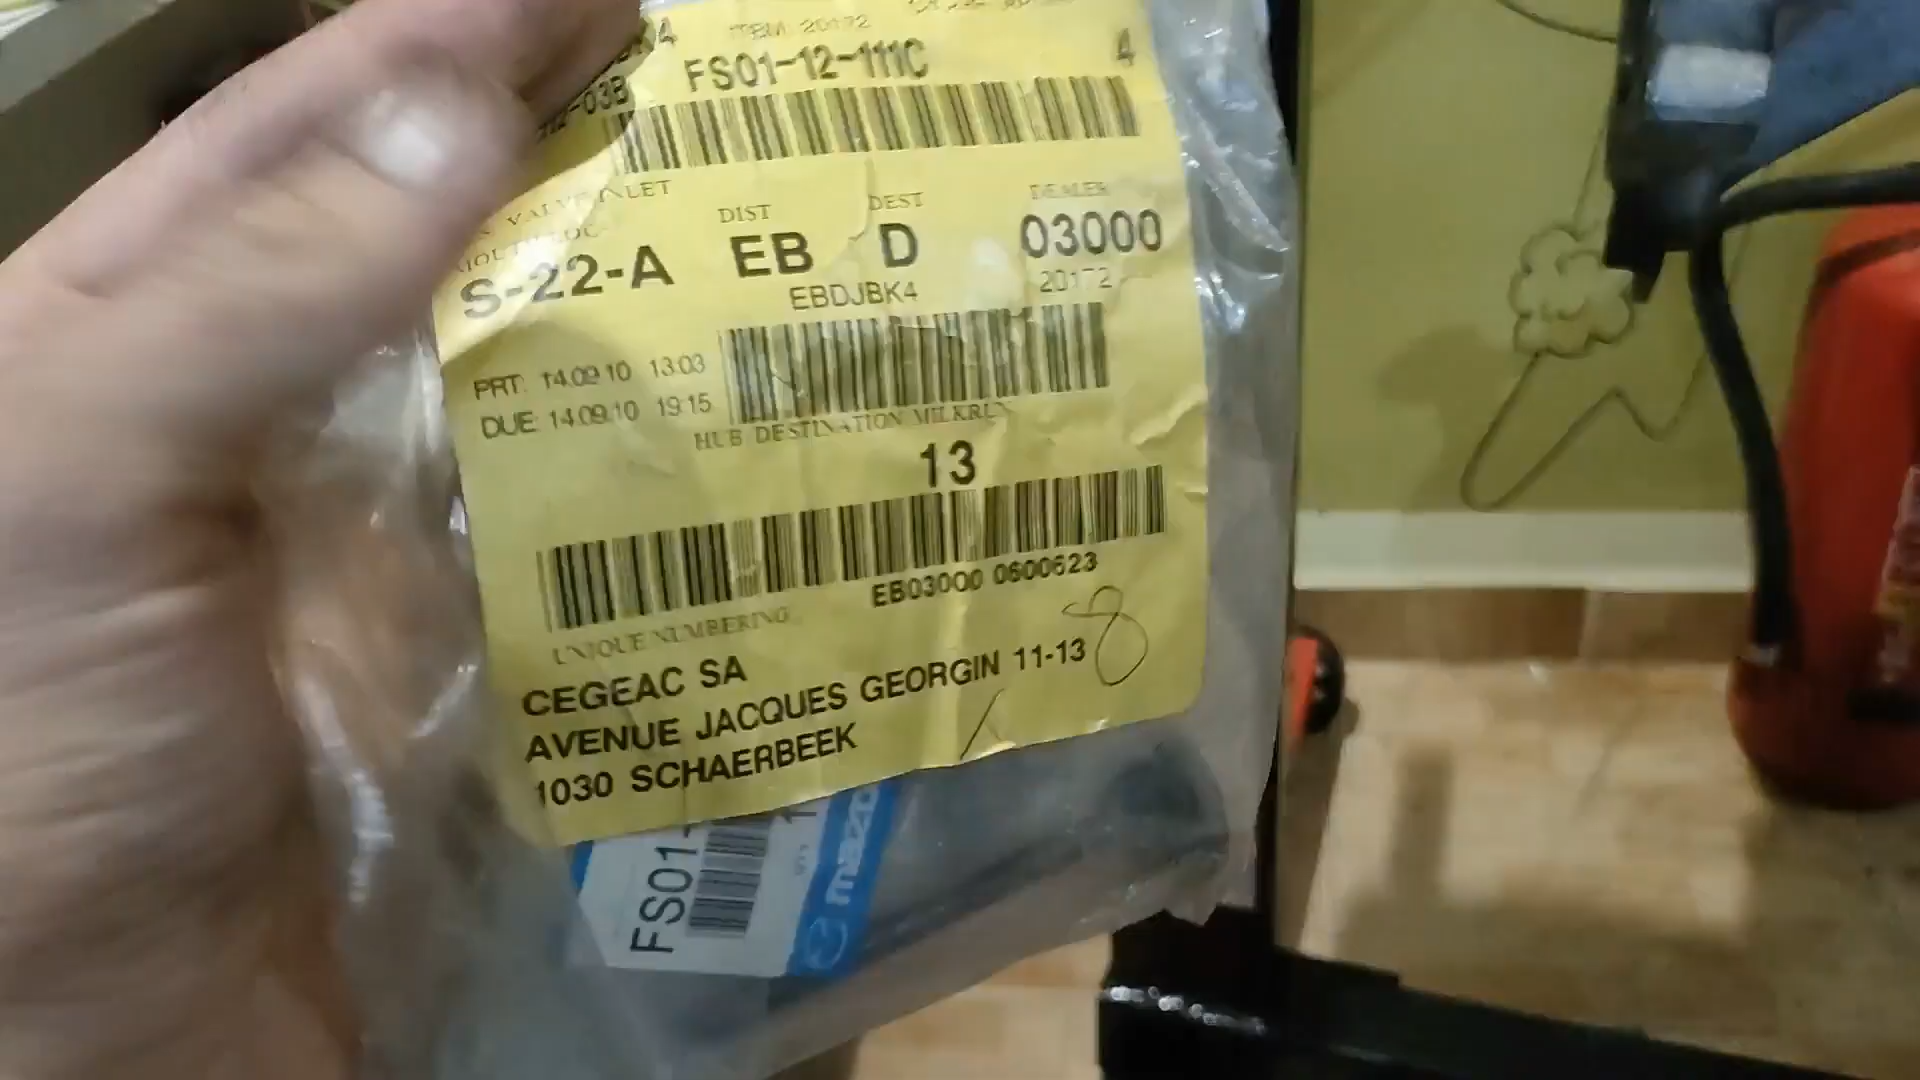 ITEM 20172
FS01-12-111C
4
VALVE INLET
DIST
DEST
DEALER
S-22-A
EB
D
03000
EBDJBK4
20172
PRT: 14.09.10 13:03
DUE: 14.09.10 19:15
HUB DESTINATION MILKRUN
13
EB03000 0600623
UNIQUE NUMBERING
8
CEGEAC SA
AVENUE JACQUES GEORGIN 11-13
1030 SCHAERBEEK
FS01-
mazda